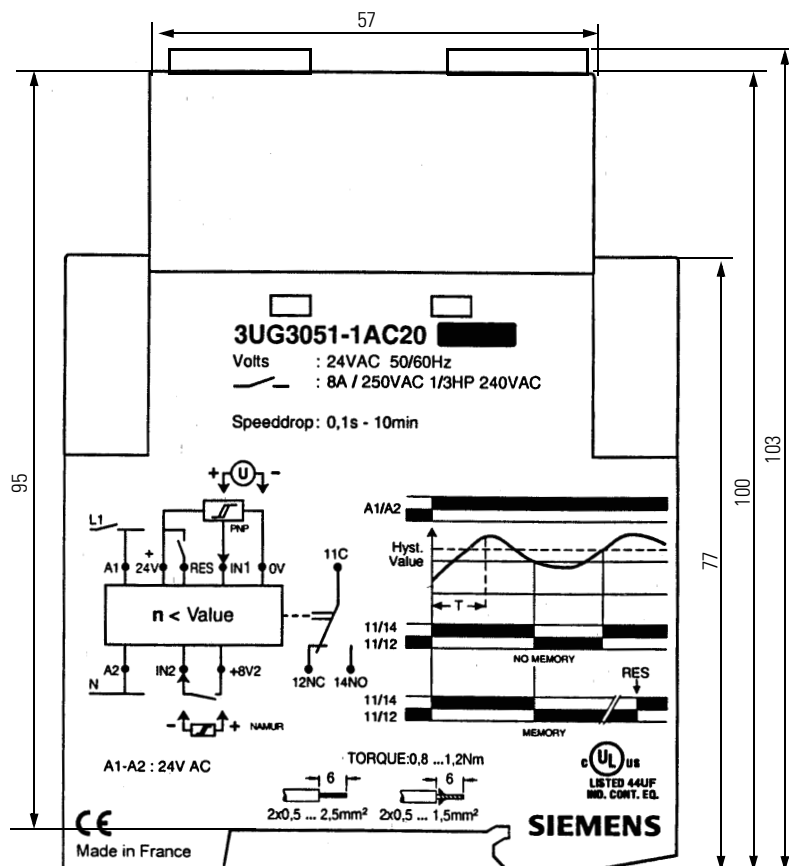 57
3UG3051-1AC20
Volts : 24VAC 50/60Hz
: 8A / 250VAC 1/3HP 240VAC
Speeddrop : 0,1s - 10min
95
103
100
77
+ U -
PNP
L1
+
A1 24V RES IN1 0V
11C
n < Value
A2 IN2 +8V2
12NC 14NO
N
- + NAMUR
A1/A2
Hyst.
Value
T
11/14
11/12
NO MEMORY
RES
11/14
11/12
MEMORY
A1-A2 : 24V AC
TORQUE:0,8 ...1,2Nm
6 6
2x0,5 ... 2,5mm² 2x0,5 ... 1,5mm²
c UL us
LISTED 44UF
IND. CONT. EQ.
CE
SIEMENS
Made in France